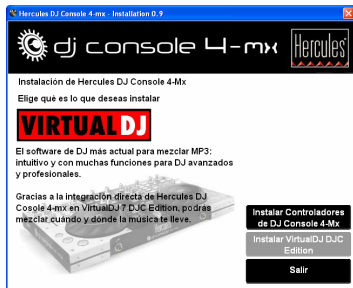 Hercules DJ Console 4-mx - Installation 0.9
dj console 4-mx
Hercules
Instalación de Hercules DJ Console 4-Mx
Elige qué es lo que deseas instalar
VIRTUAL DJ
El software de DJ más actual para mezclar MP3:
intuitivo y con muchas funciones para DJ avanzados
y profesionales.
Gracias a la integración directa de Hercules DJ
Cosole 4-mx en VirtualDJ 7 DJC Edition, podrás
mezclar cuándo y dónde la música te lleve.
Instalar Controladores
de DJ Console 4-Mx
Instalar VirtualDJ DJC
Edition
Salir